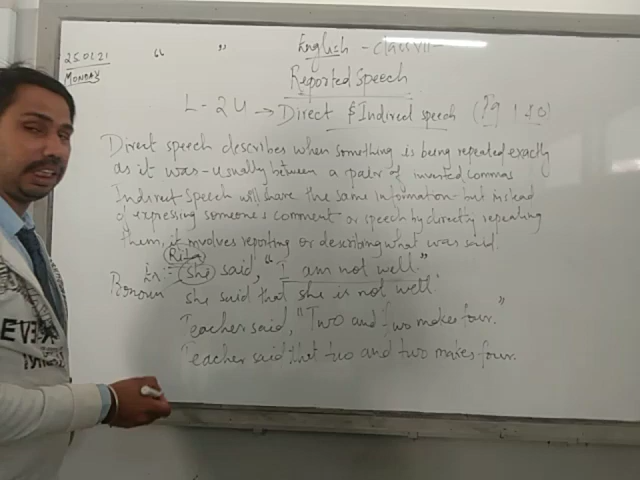 25.01.21
MONDAY
" "
English - Class VII -
Reported Speech
L - 24 → Direct & Indirect speech (Pg 180)
Direct speech describes when something is being repeated exactly
as it was - usually between a pair of inverted commas
Indirect Speech will share the same information - but instead
of expressing someone's comment or speech by directly repeating
them, it involves reporting or describing what was said.
Rita
Ex:- she said, "I am not well."
Pronoun
she said that she is not well.
Teacher said, "Two and two makes four."
Teacher said that two and two makes four.